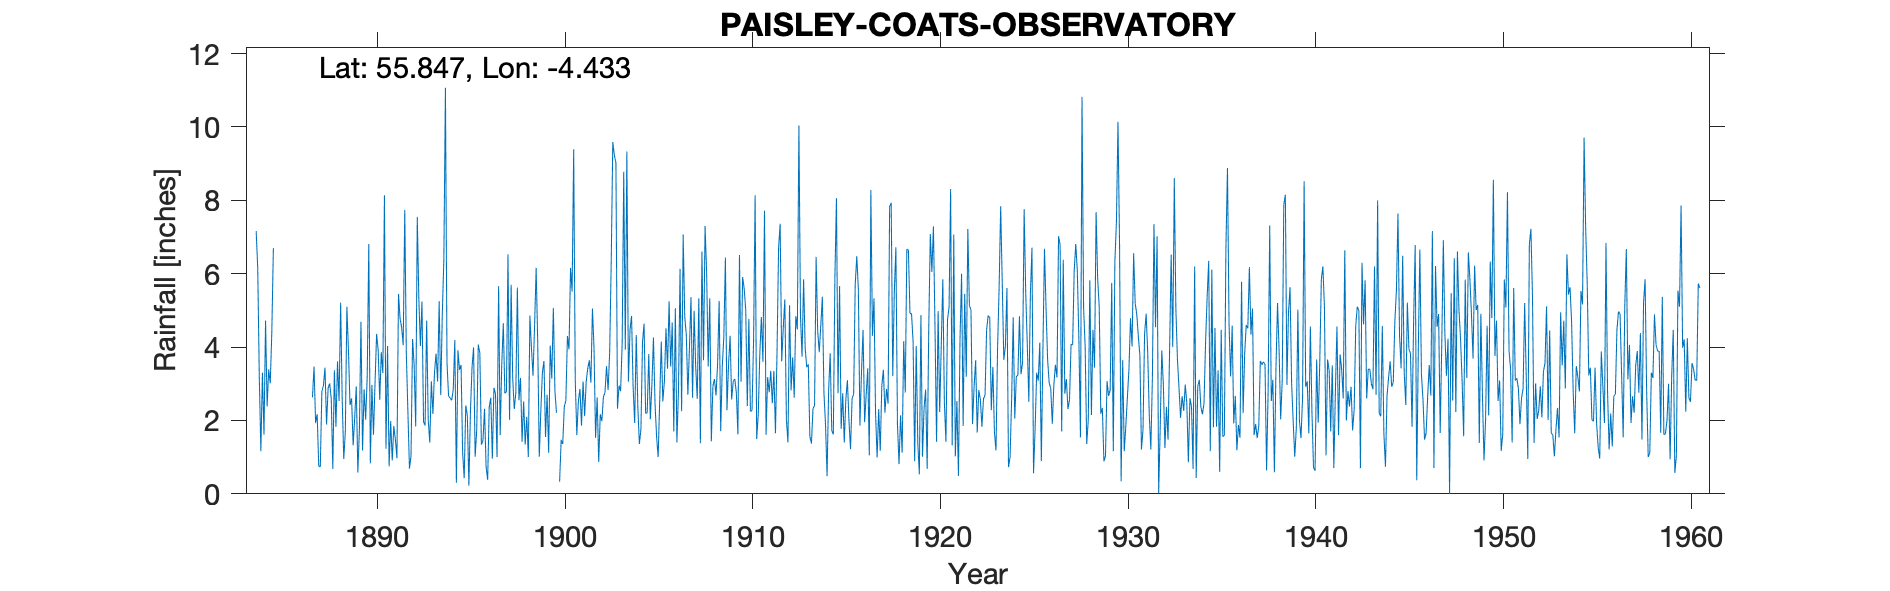 PAISLEY-COATS-OBSERVATORY
Lat: 55.847, Lon: -4.433
12
10
8
6
4
2
0
Rainfall [inches]
1890 1900 1910 1920 1930 1940 1950 1960
Year